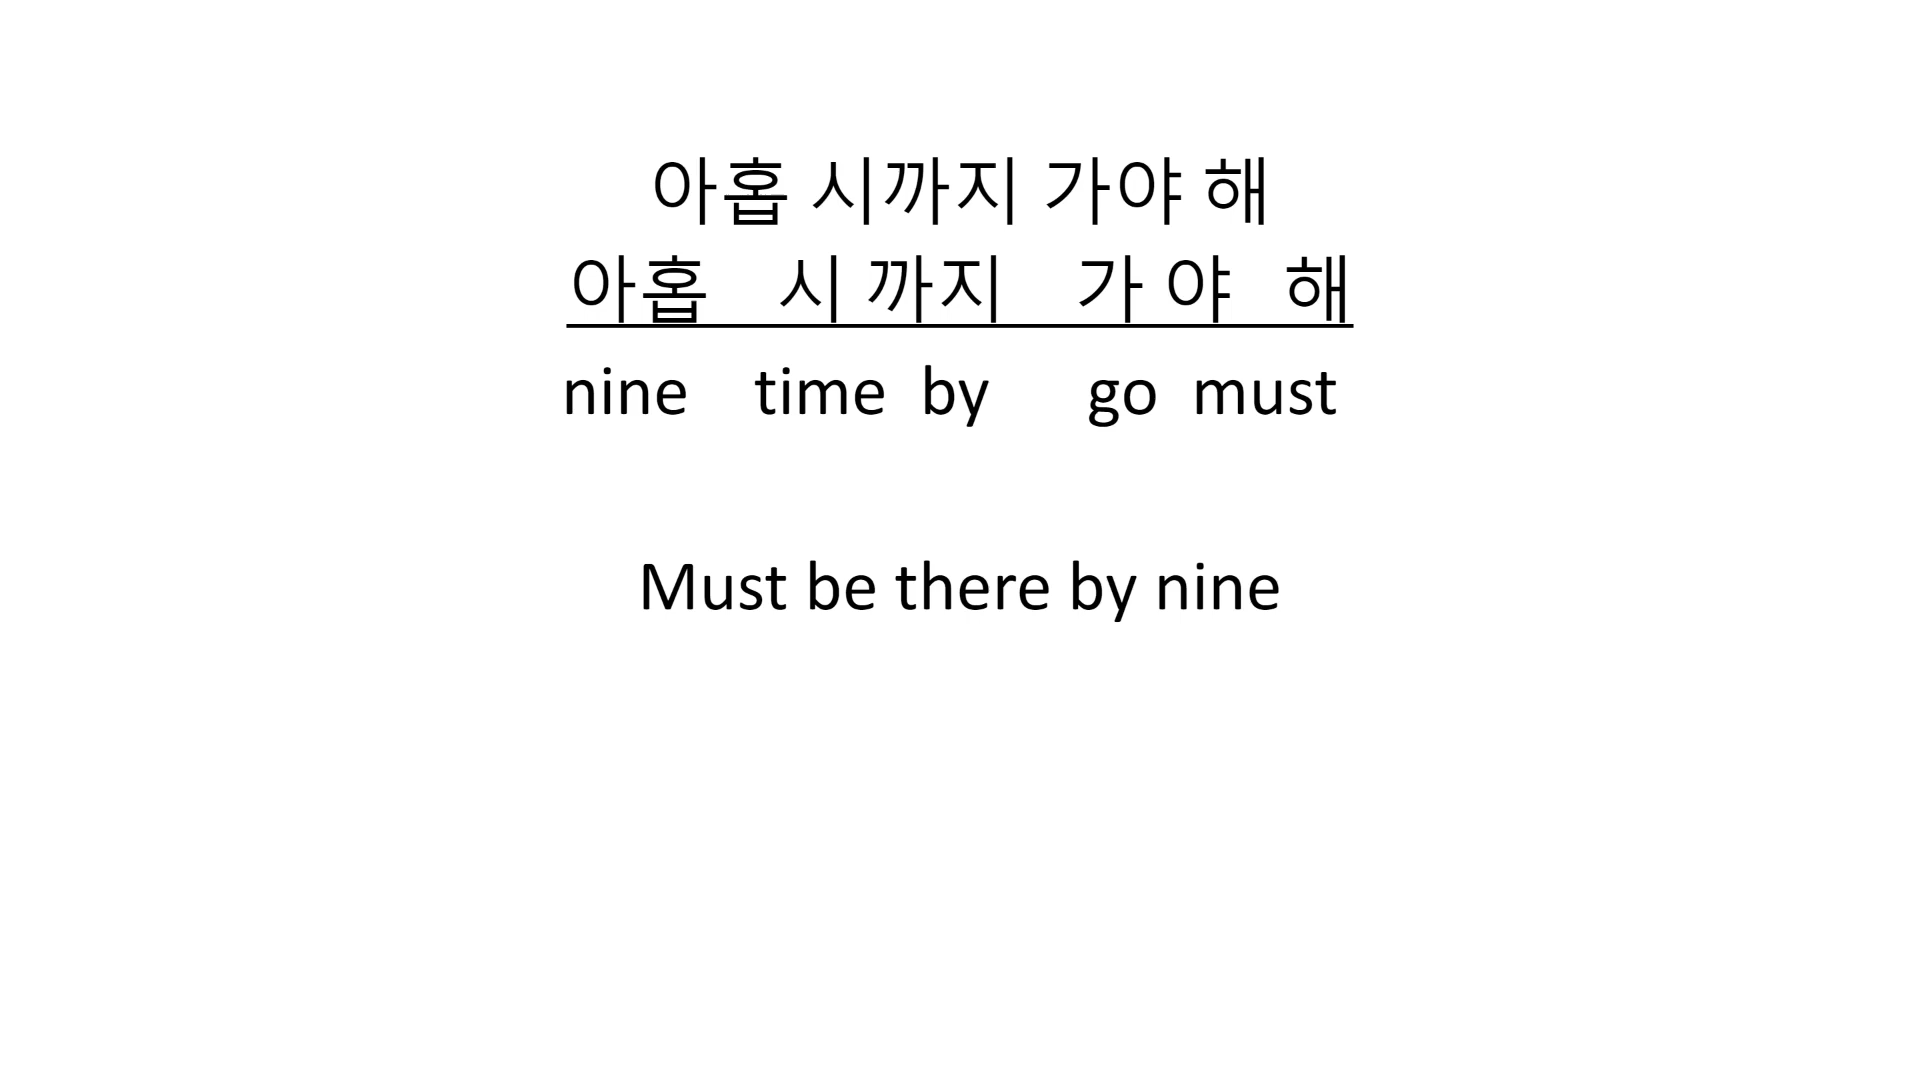 아홉 시까지 가야 해
아홉 시 까지 가 야 해
nine time by go must
Must be there by nine